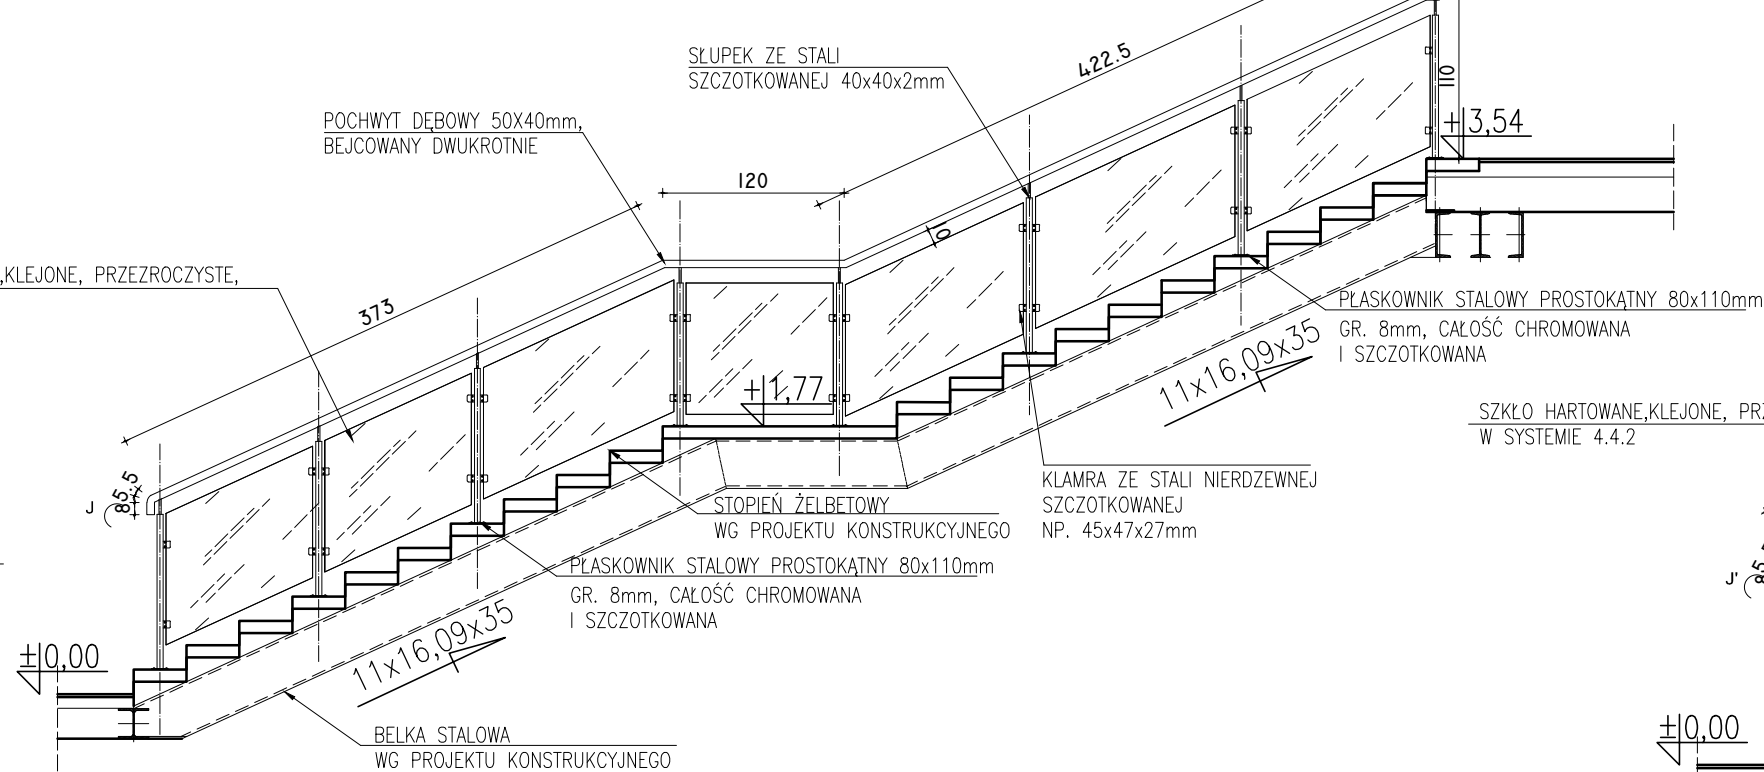 SŁUPEK ZE STALI
SZCZOTKOWANEJ 40x40x2mm
422.5
110
+3,54
POCHWYT DĘBOWY 50X40mm,
BEJCOWANY DWUKROTNIE
120
10
,KLEJONE, PRZEZROCZYSTE,
373
PŁASKOWNIK STALOWY PROSTOKĄTNY 80x110mm
GR. 8mm, CAŁOŚĆ CHROMOWANA
I SZCZOTKOWANA
11x16,09x35
+1,77
SZKŁO HARTOWANE,KLEJONE,
W SYSTEMIE 4.4.2
KLAMRA ZE STALI NIERDZEWNEJ
SZCZOTKOWANEJ
NP. 45x47x27mm
J
85.5
STOPIEŃ ŻELBETOWY
WG PROJEKTU KONSTRUKCYJNEGO
PŁASKOWNIK STALOWY PROSTOKĄTNY 80x110mm
GR. 8mm, CAŁOŚĆ CHROMOWANA
I SZCZOTKOWANA
J'
11x16,09x35
±0,00
BELKA STALOWA
WG PROJEKTU KONSTRUKCYJNEGO
±0,00